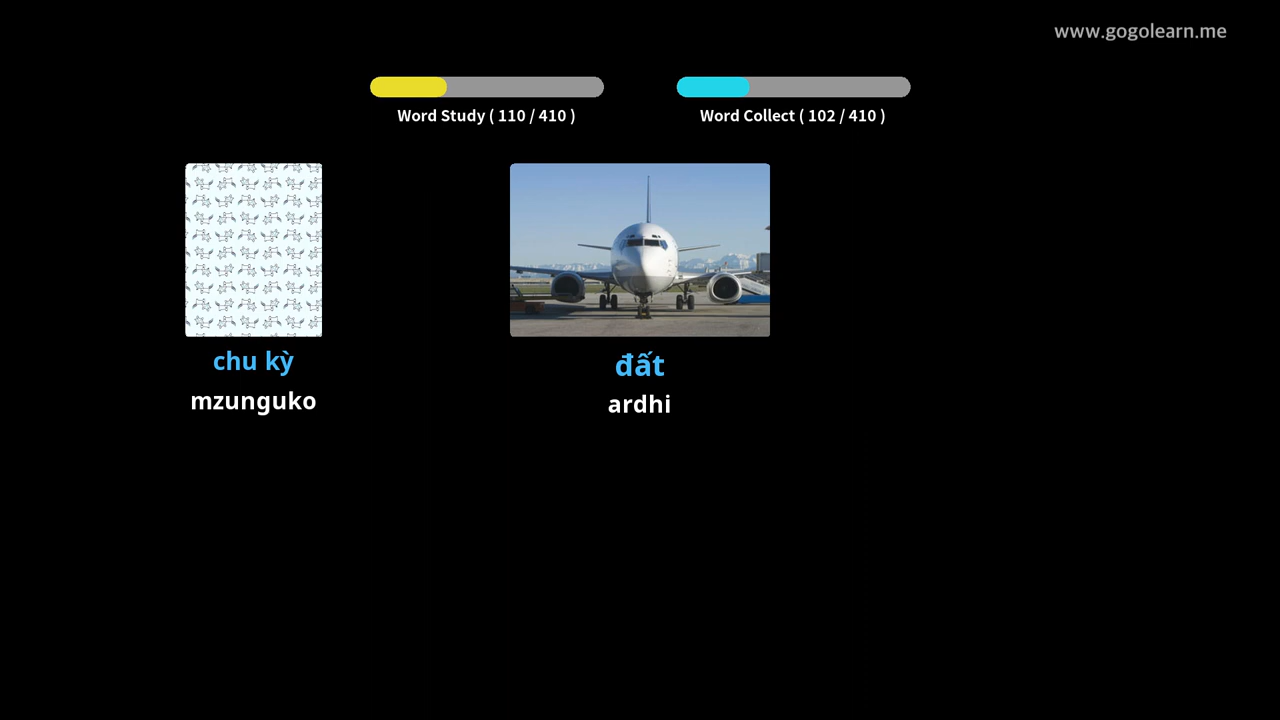 www.gogolearn.me
Word Study ( 110 / 410 )
Word Collect ( 102 / 410 )
chu kỳ
mzunguko
đất
ardhi